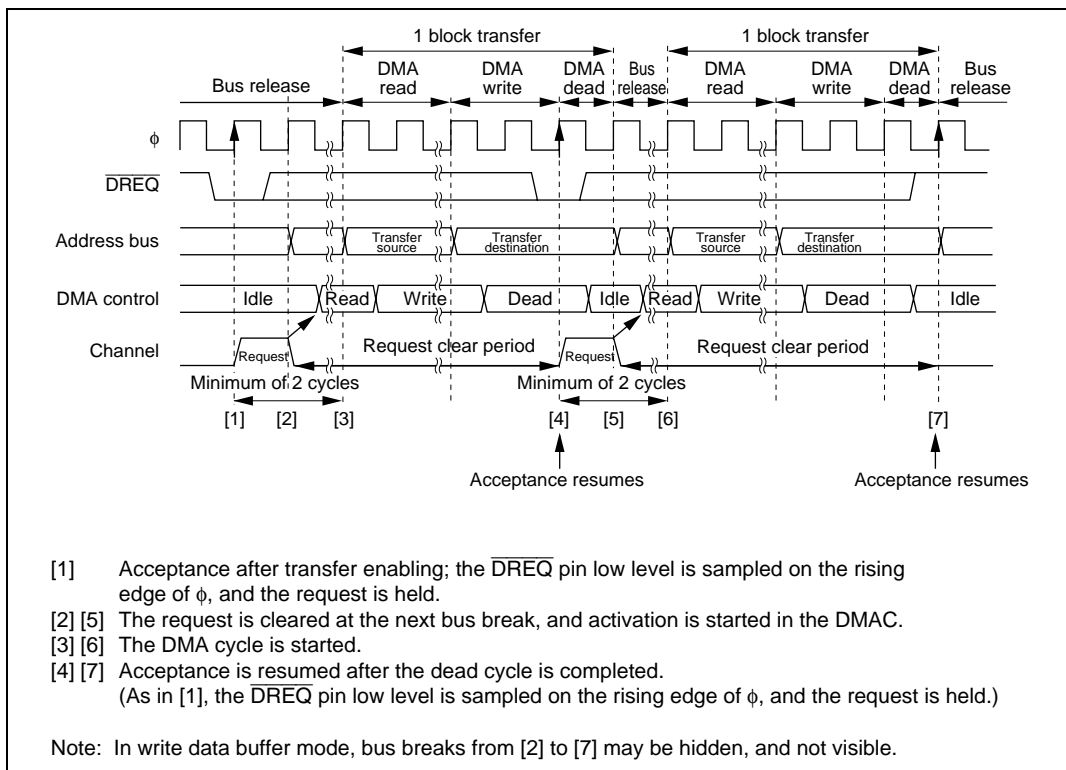 1 block transfer 1 block transfer
Bus release DMA read DMA write DMA dead Bus release DMA read DMA write DMA dead Bus release
φ
DREQ
Address bus Transfer source Transfer destination Transfer source Transfer destination
DMA control Idle Read Write Dead Idle Read Write Dead Idle
Channel Request Request clear period Request Request clear period
Minimum of 2 cycles Minimum of 2 cycles
[1] [2] [3] [4] [5] [6] [7]
Acceptance resumes Acceptance resumes
[1] Acceptance after transfer enabling; the DREQ pin low level is sampled on the rising
edge of φ, and the request is held.
[2] [5] The request is cleared at the next bus break, and activation is started in the DMAC.
[3] [6] The DMA cycle is started.
[4] [7] Acceptance is resumed after the dead cycle is completed.
(As in [1], the DREQ pin low level is sampled on the rising edge of φ, and the request is held.)
Note: In write data buffer mode, bus breaks from [2] to [7] may be hidden, and not visible.